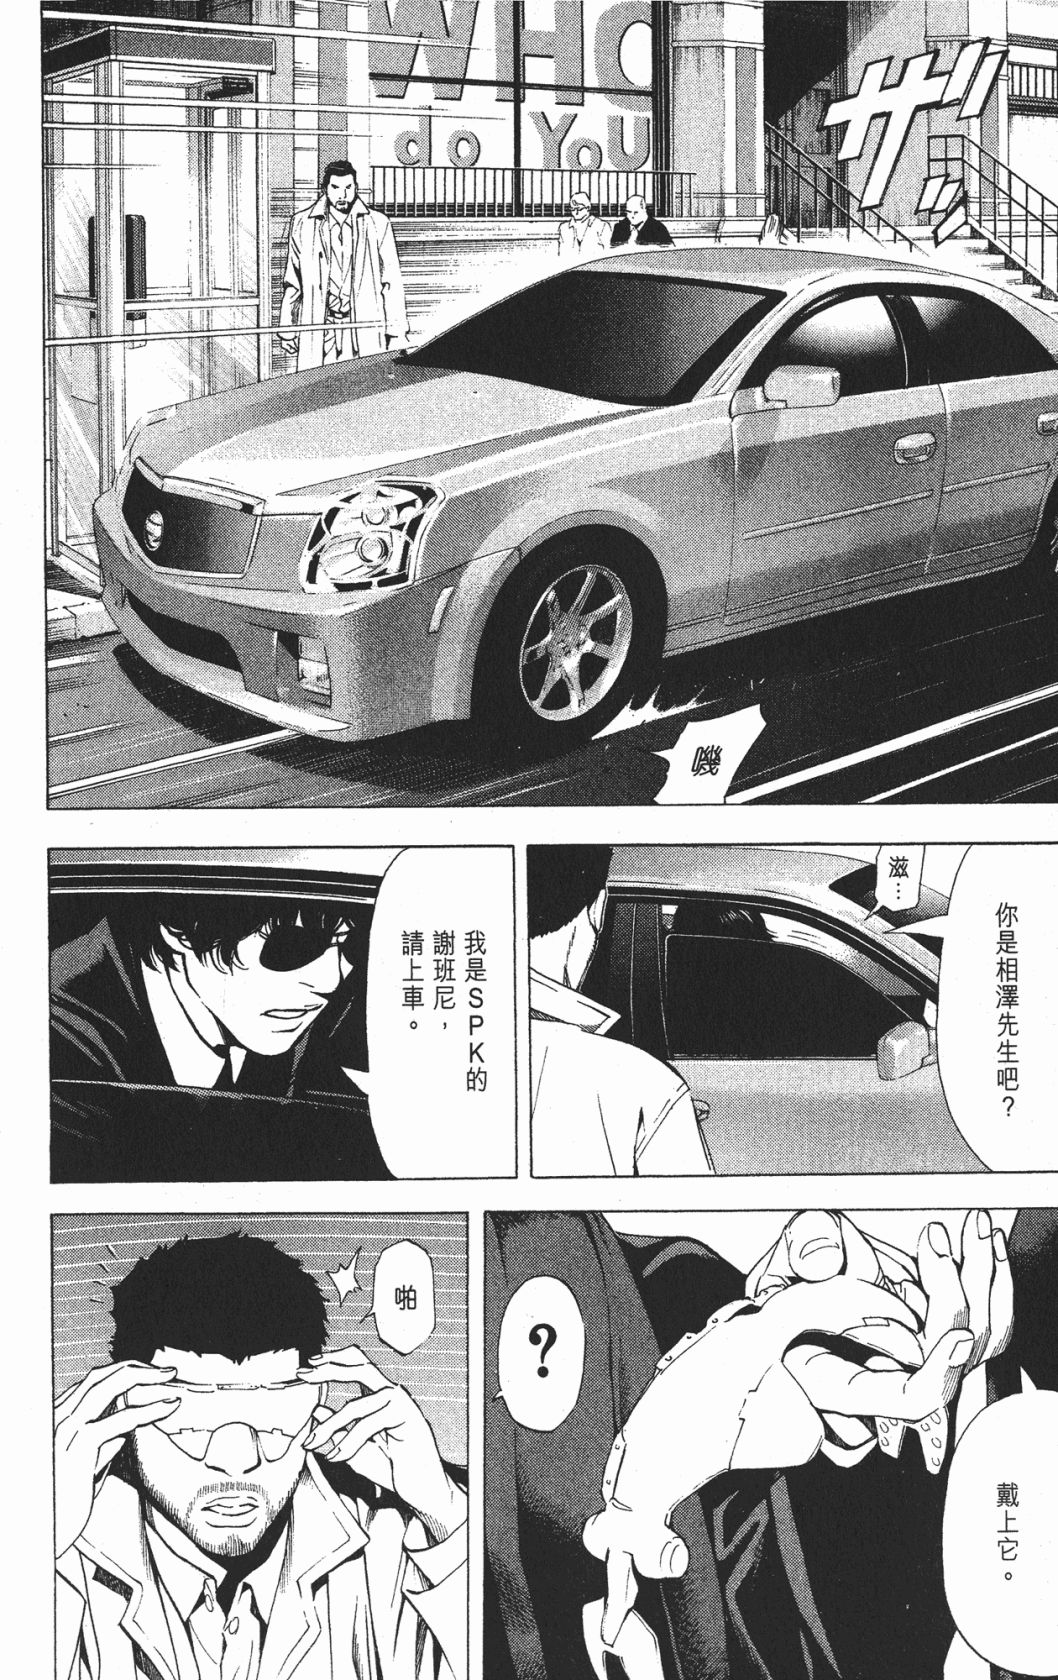 WHO
do YOU
ザッ
嘰
你是相澤先生吧？
滋…
我是SPK的
謝班尼，
請上車。
戴上它。
？
啪